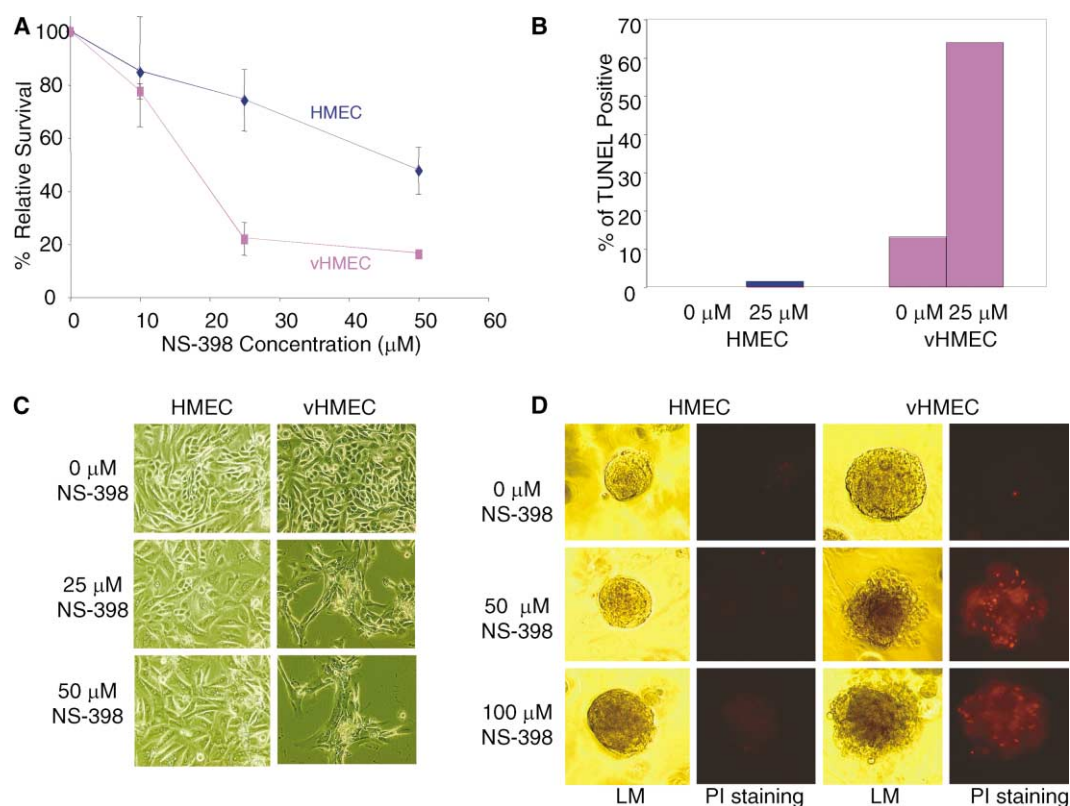 A
100
80
60
40
20
0
% Relative Survival
HMEC
vHMEC
0 10 20 30 40 50 60
NS-398 Concentration (µM)
B
70
60
50
40
30
20
10
0
% of TUNEL Positive
0 µM 25 µM 0 µM 25 µM
HMEC vHMEC
C
HMEC vHMEC
0 µM
NS-398
25 µM
NS-398
50 µM
NS-398
D
HMEC vHMEC
0 µM
NS-398
50 µM
NS-398
100 µM
NS-398
LM PI staining LM PI staining